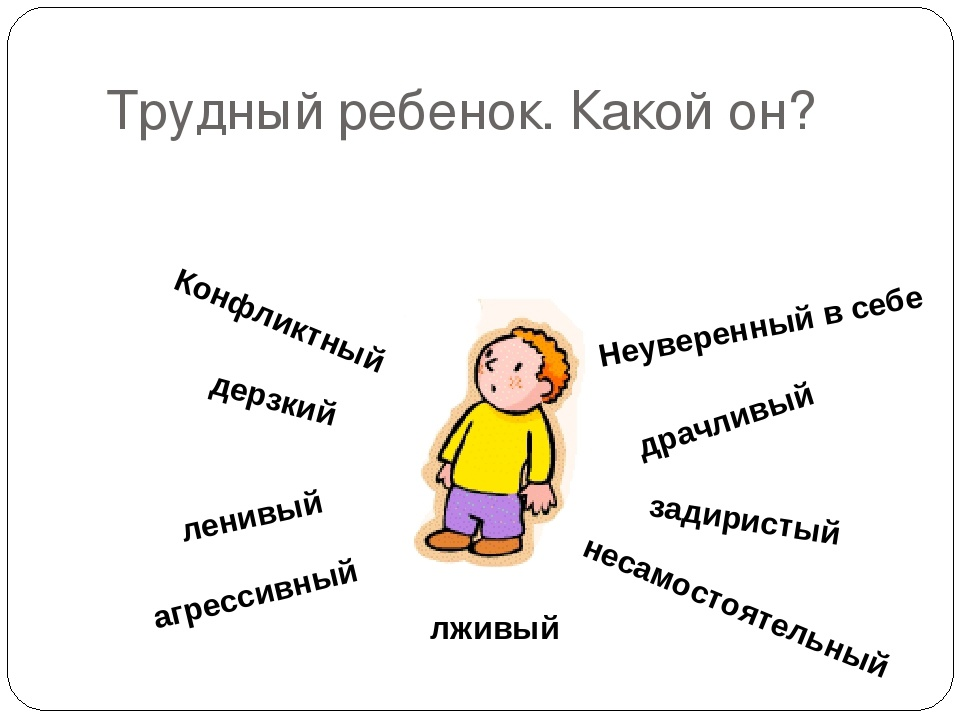 Трудный ребенок. Какой он?
Конфликтный
дерзкий
ленивый
агрессивный
лживый
Неуверенный в себе
драчливый
задиристый
несамостоятельный